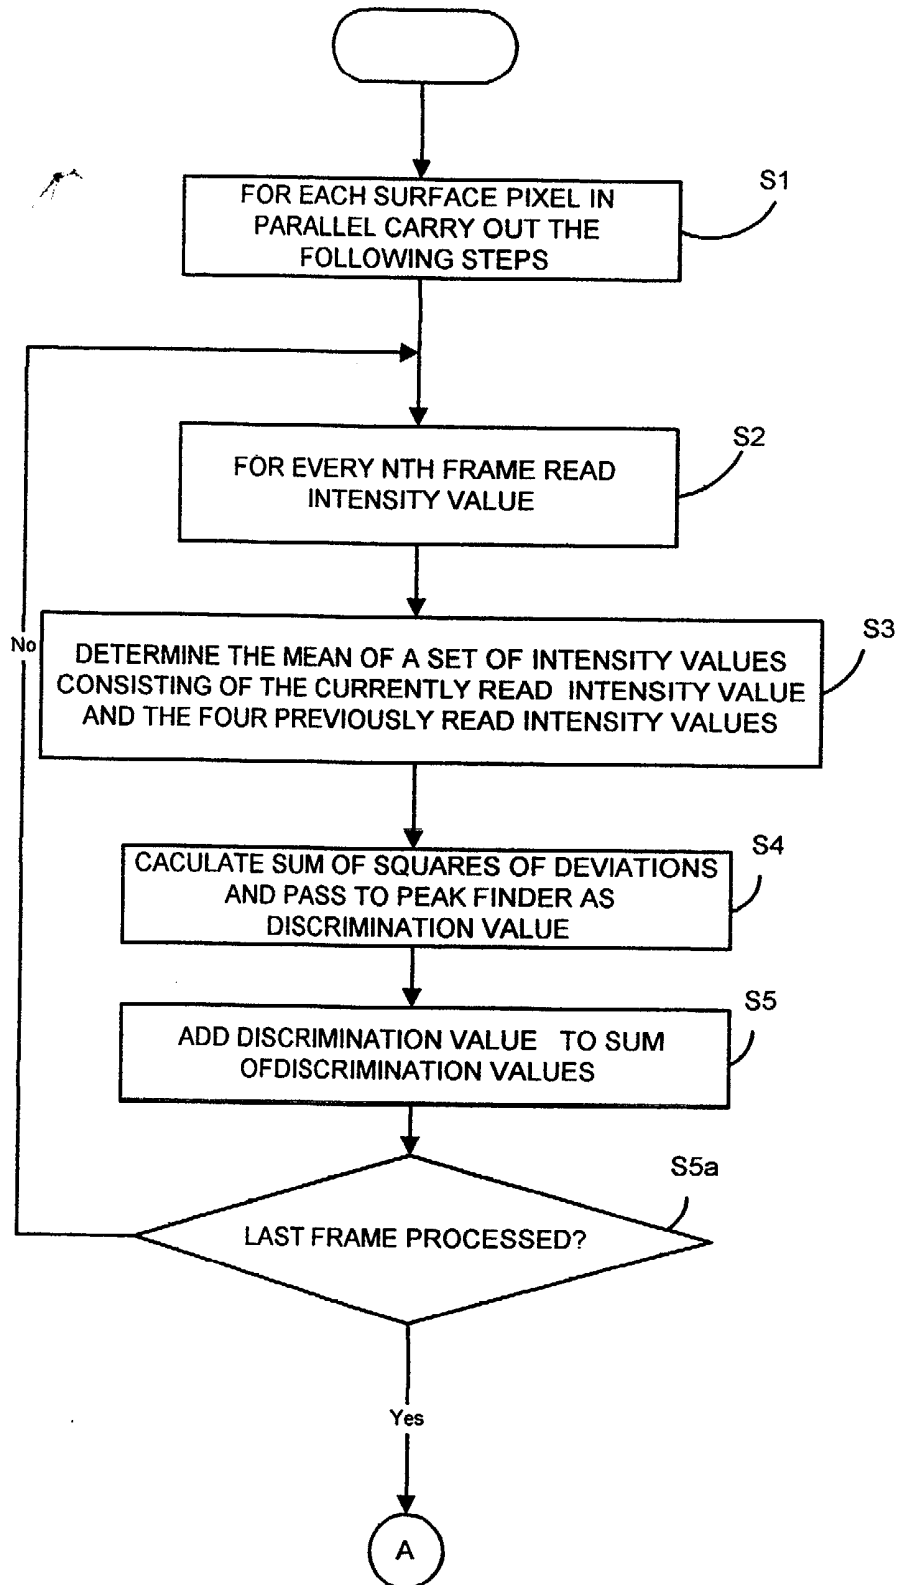 FOR EACH SURFACE PIXEL IN
PARALLEL CARRY OUT THE
FOLLOWING STEPS
S1
FOR EVERY NTH FRAME READ
INTENSITY VALUE
S2
No
DETERMINE THE MEAN OF A SET OF INTENSITY VALUES
CONSISTING OF THE CURRENTLY READ INTENSITY VALUE
AND THE FOUR PREVIOUSLY READ INTENSITY VALUES
S3
CACULATE SUM OF SQUARES OF DEVIATIONS
AND PASS TO PEAK FINDER AS
DISCRIMINATION VALUE
S4
ADD DISCRIMINATION VALUE TO SUM
OFDISCRIMINATION VALUES
S5
LAST FRAME PROCESSED?
S5a
Yes
A